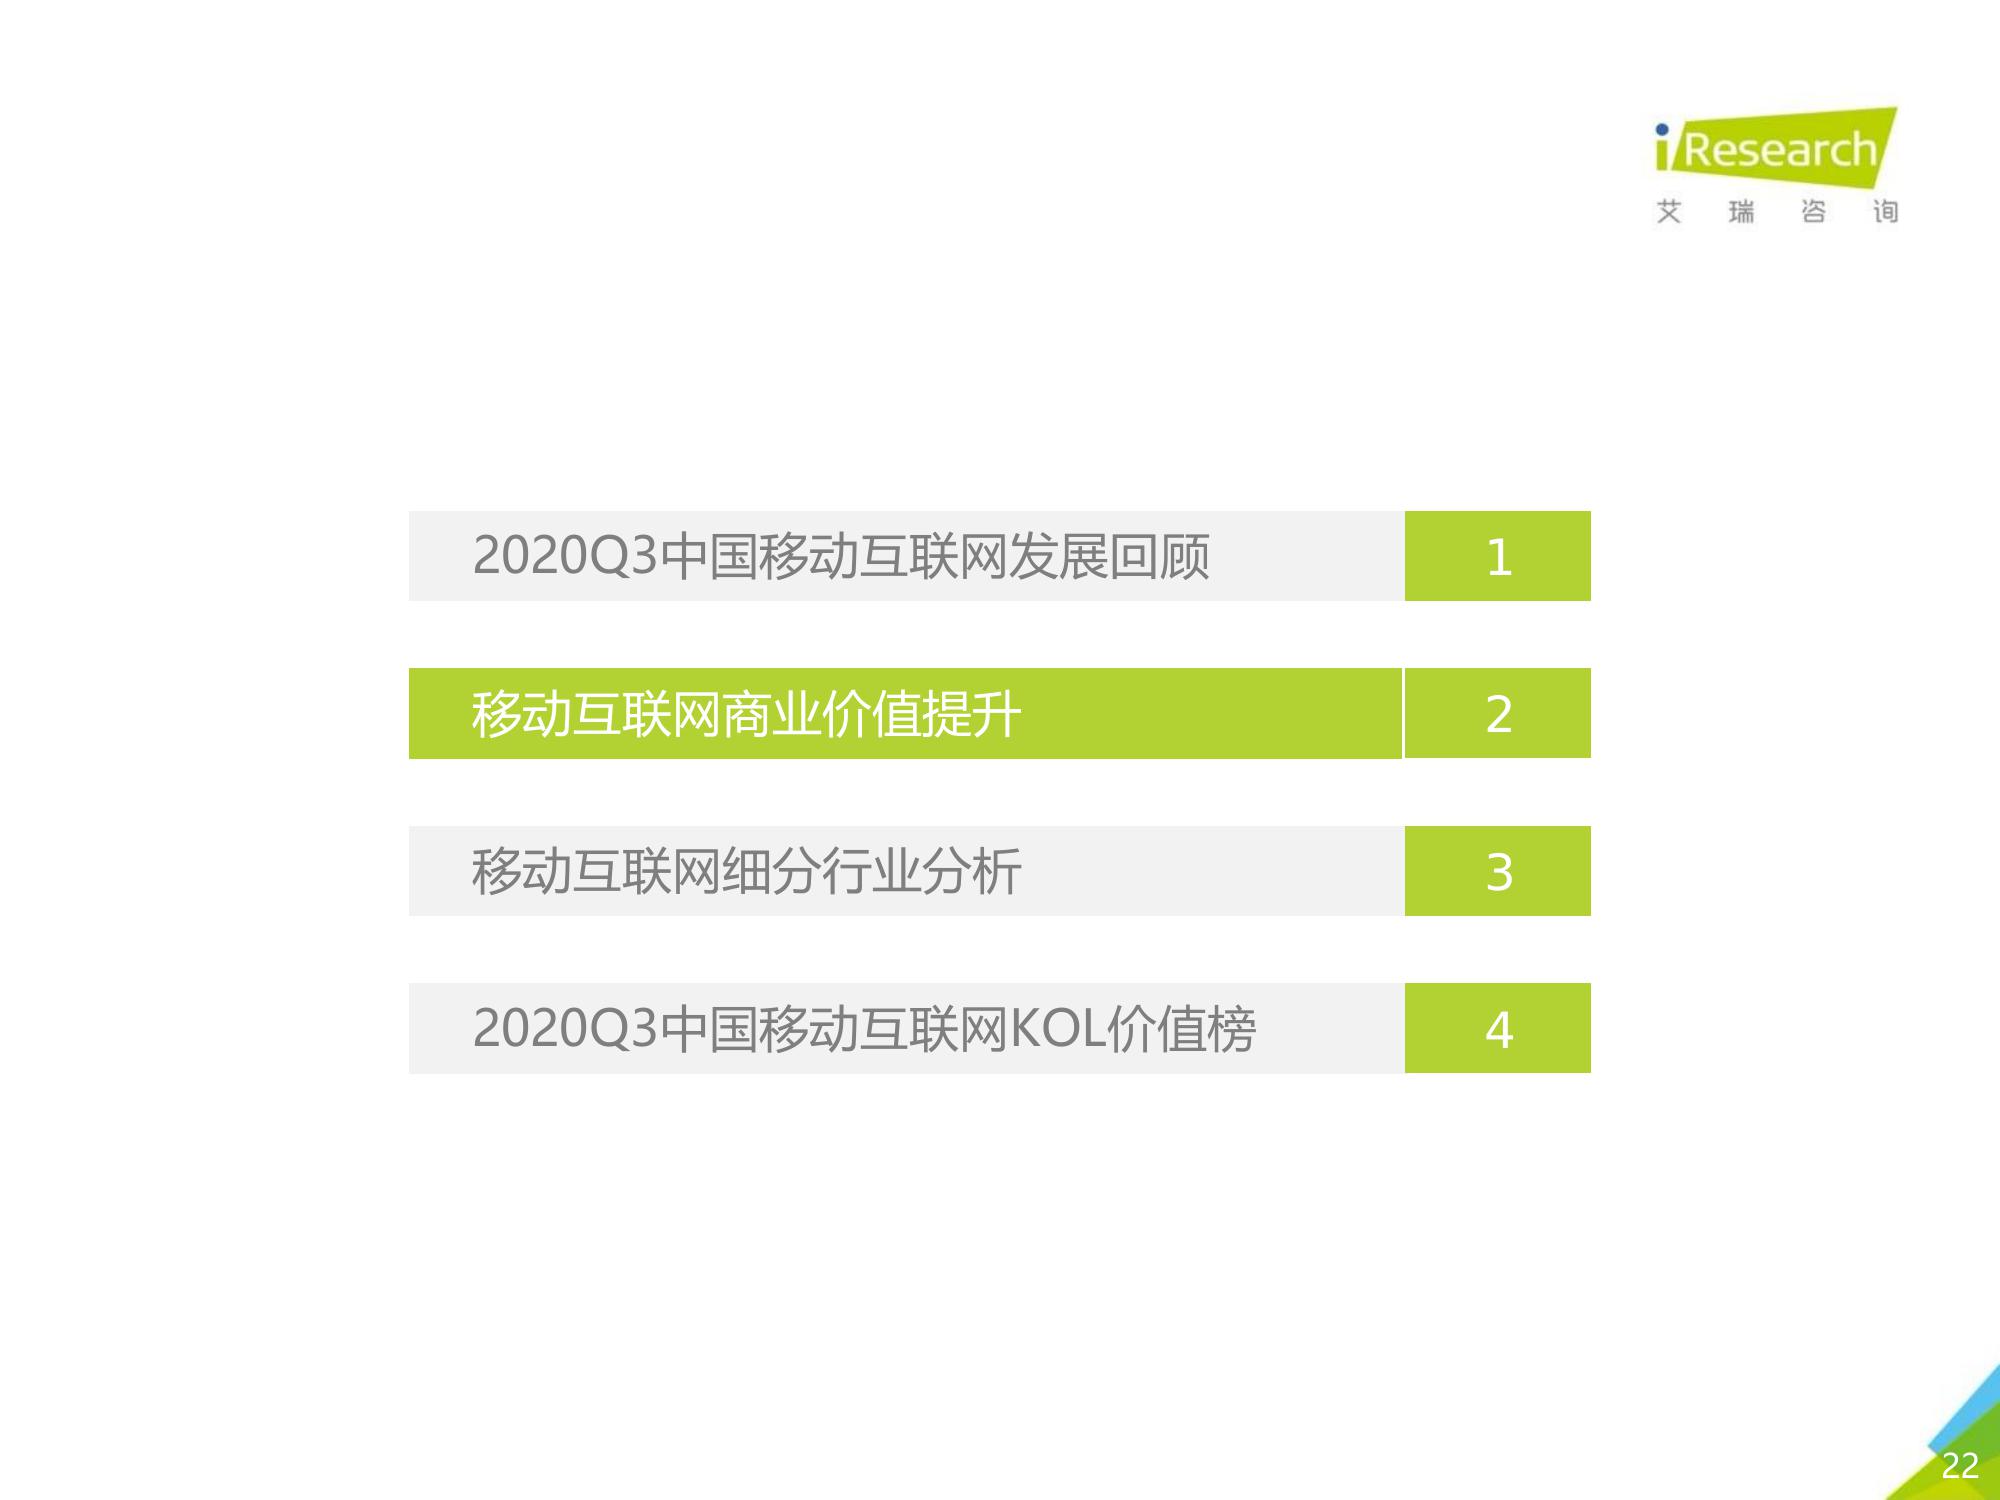 iResearch
艾瑞咨询
2020Q3中国移动互联网发展回顾 1
移动互联网商业价值提升 2
移动互联网细分行业分析 3
2020Q3中国移动互联网KOL价值榜 4
22